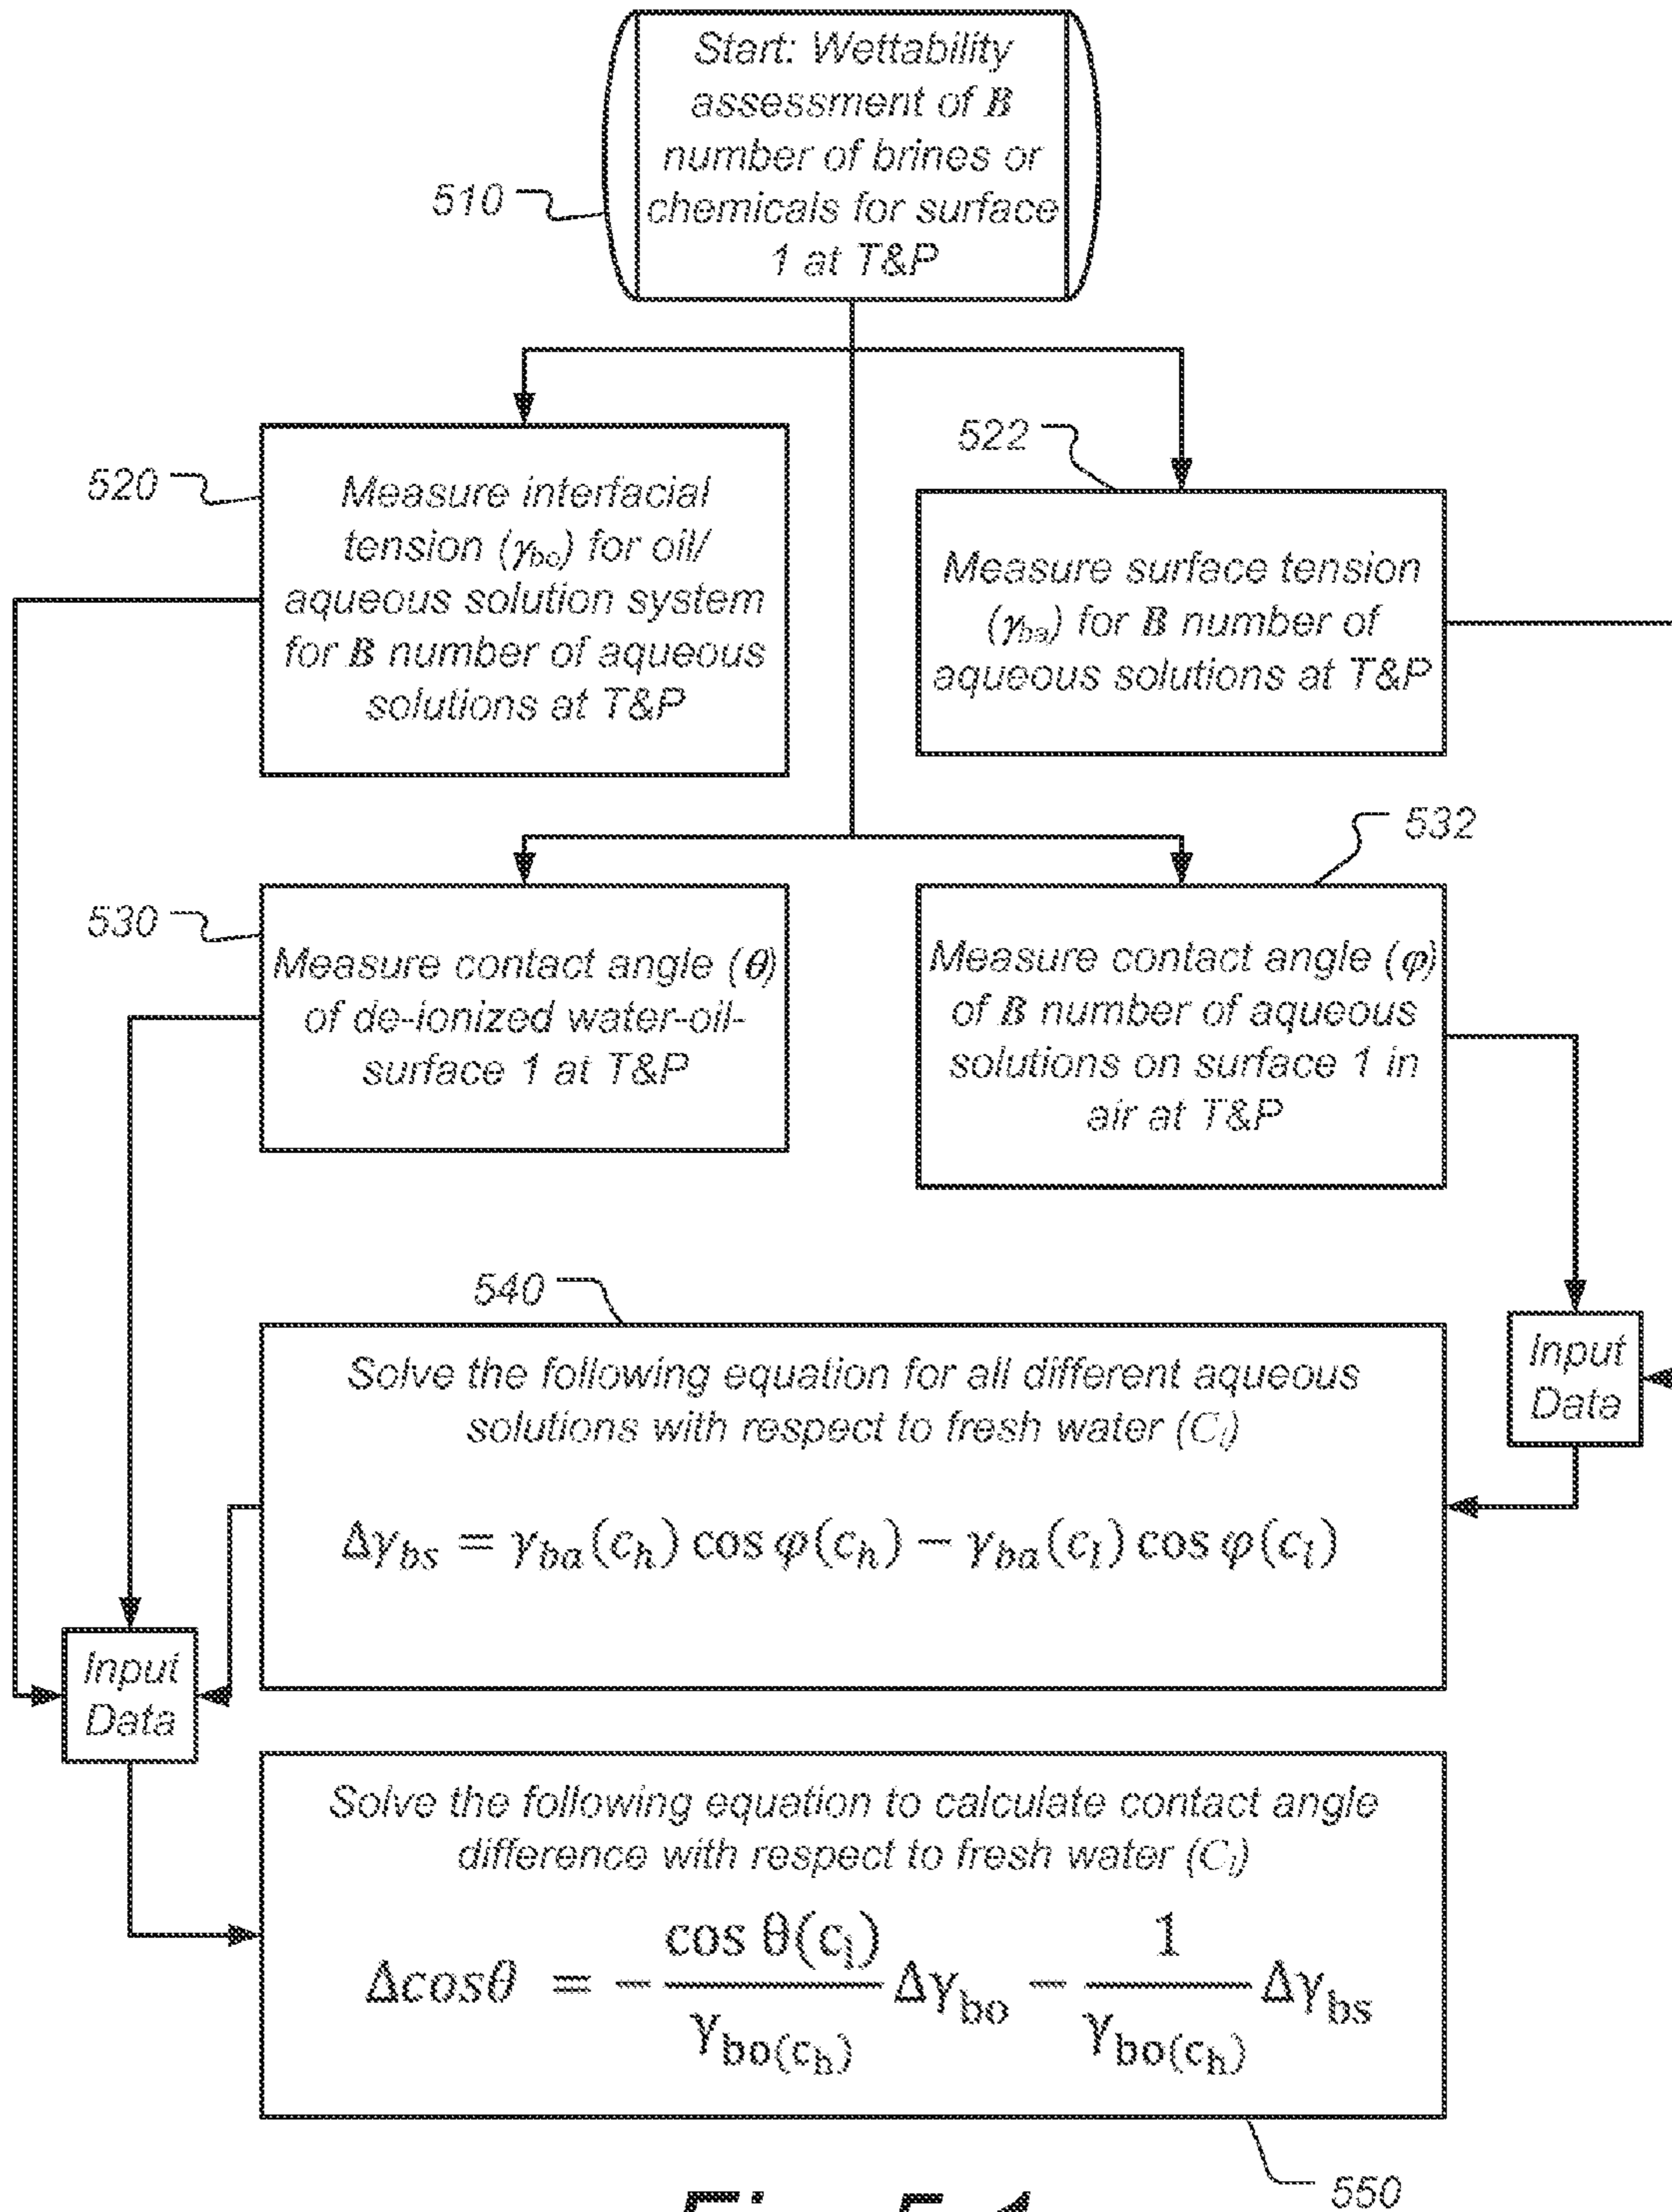 Start: Wettability
assessment of B
number of brines or
chemicals for surface
1 at T&P
510
520
Measure interfacial
tension (γbo) for oil/
aqueous solution system
for B number of aqueous
solutions at T&P
522
Measure surface tension
(γba) for B number of
aqueous solutions at T&P
530
Measure contact angle (θ)
of de-ionized water-oil-
surface 1 at T&P
532
Measure contact angle (φ)
of B number of aqueous
solutions on surface 1 in
air at T&P
Input
Data
540
Solve the following equation for all different aqueous
solutions with respect to fresh water (Cl)
Δγbs = γba(ch) cos φ(ch) − γba(cl) cos φ(cl)
Input
Data
Solve the following equation to calculate contact angle
difference with respect to fresh water (Cl)
Δcosθ = − cos θ(cl) / γbo(ch) Δγbo − 1 / γbo(ch) Δγbs
550